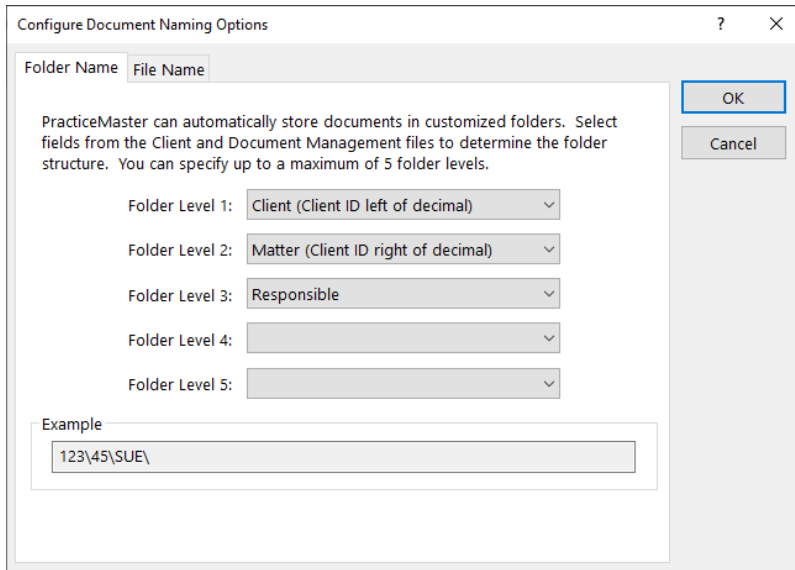 Configure Document Naming Options
Folder Name File Name
OK
Cancel
PracticeMaster can automatically store documents in customized folders. Select
fields from the Client and Document Management files to determine the folder
structure. You can specify up to a maximum of 5 folder levels.
Folder Level 1: Client (Client ID left of decimal)
Folder Level 2: Matter (Client ID right of decimal)
Folder Level 3: Responsible
Folder Level 4:
Folder Level 5:
Example
123\45\SUE\